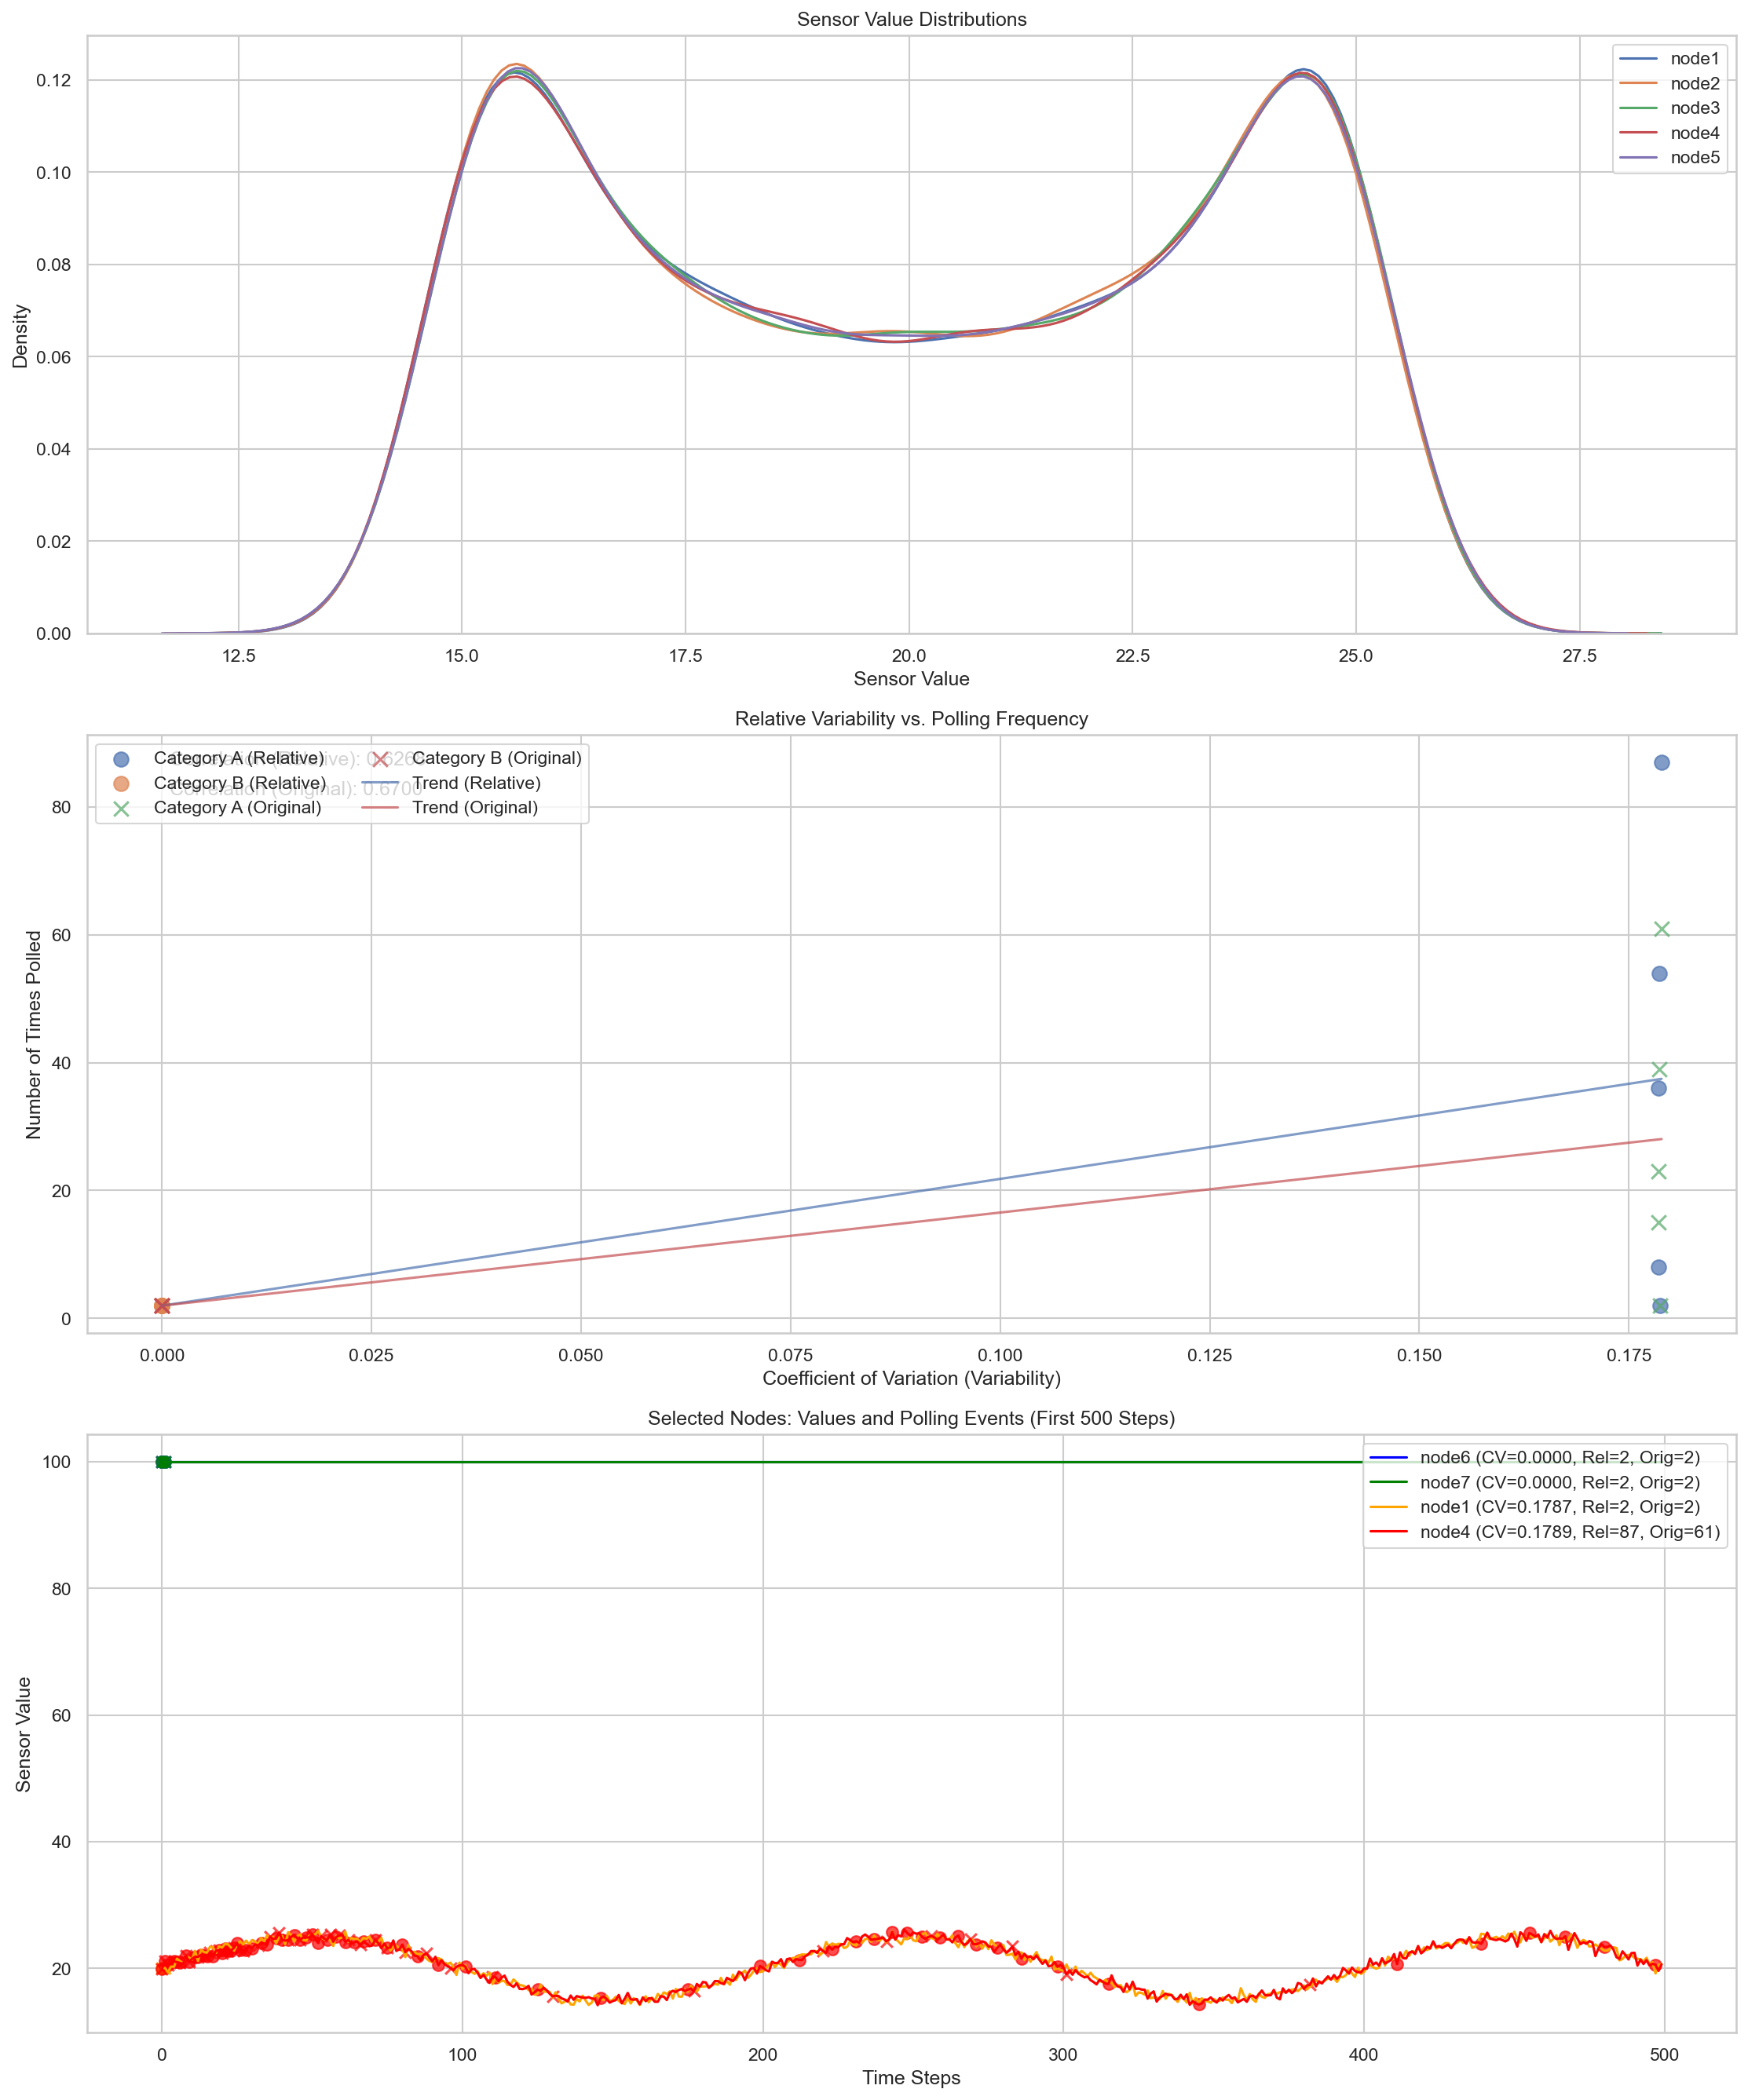 Sensor Value Distributions
Density
0.12
0.10
0.08
0.06
0.04
0.02
0.00
12.5 15.0 17.5 20.0 22.5 25.0 27.5
Sensor Value
node1
node2
node3
node4
node5
Relative Variability vs. Polling Frequency
Number of Times Polled
80
60
40
20
0
0.000 0.025 0.050 0.075 0.100 0.125 0.150 0.175
Coefficient of Variation (Variability)
Category A (Relative)
Category B (Relative)
Category A (Original)
Category B (Original)
Trend (Relative)
Trend (Original)
Correlation (Original): 0.6700
Selected Nodes: Values and Polling Events (First 500 Steps)
Sensor Value
100
80
60
40
20
0 100 200 300 400 500
Time Steps
node6 (CV=0.0000, Rel=2, Orig=2)
node7 (CV=0.0000, Rel=2, Orig=2)
node1 (CV=0.1787, Rel=2, Orig=2)
node4 (CV=0.1789, Rel=87, Orig=61)